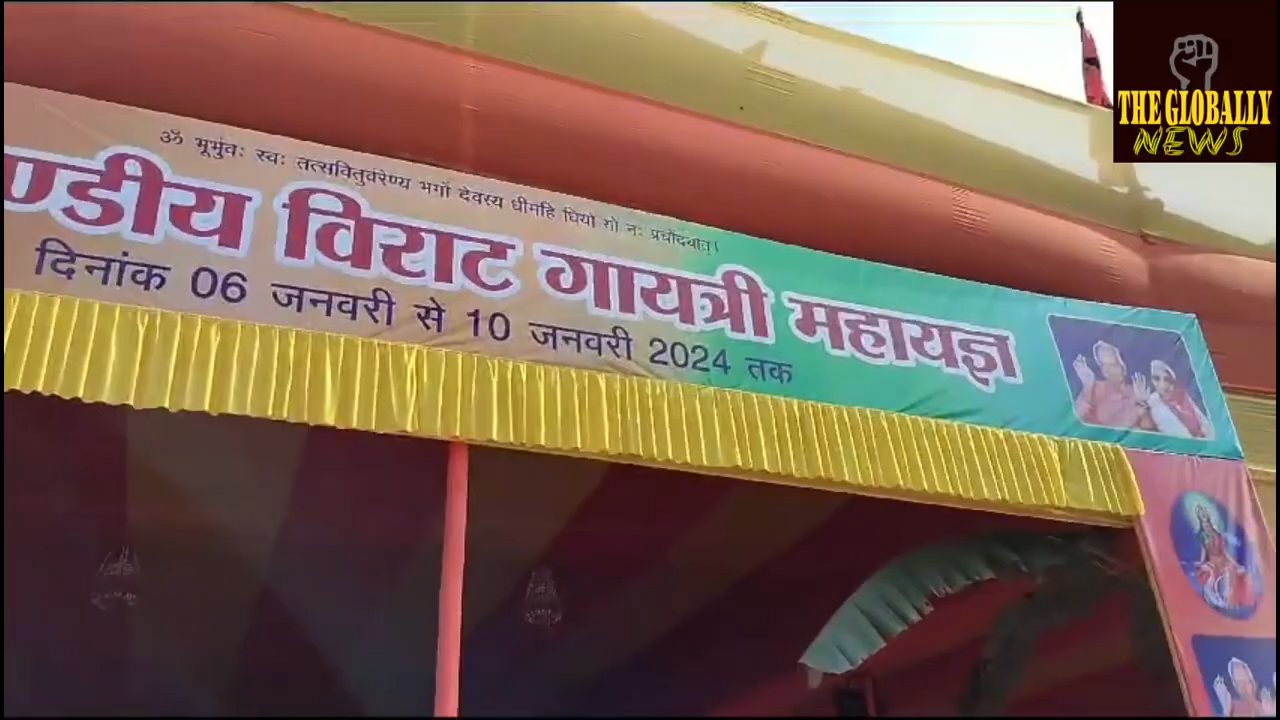 ॐ भूर्भुवः स्वः तत्सवितुर्वरेण्य भर्गो देवस्य धीमहि धियो यो नः प्रचोदयात्।
ण्डीय विराट गायत्री महायज्ञ
दिनांक 06 जनवरी से 10 जनवरी 2024 तक
THE GLOBALLY
NEWS